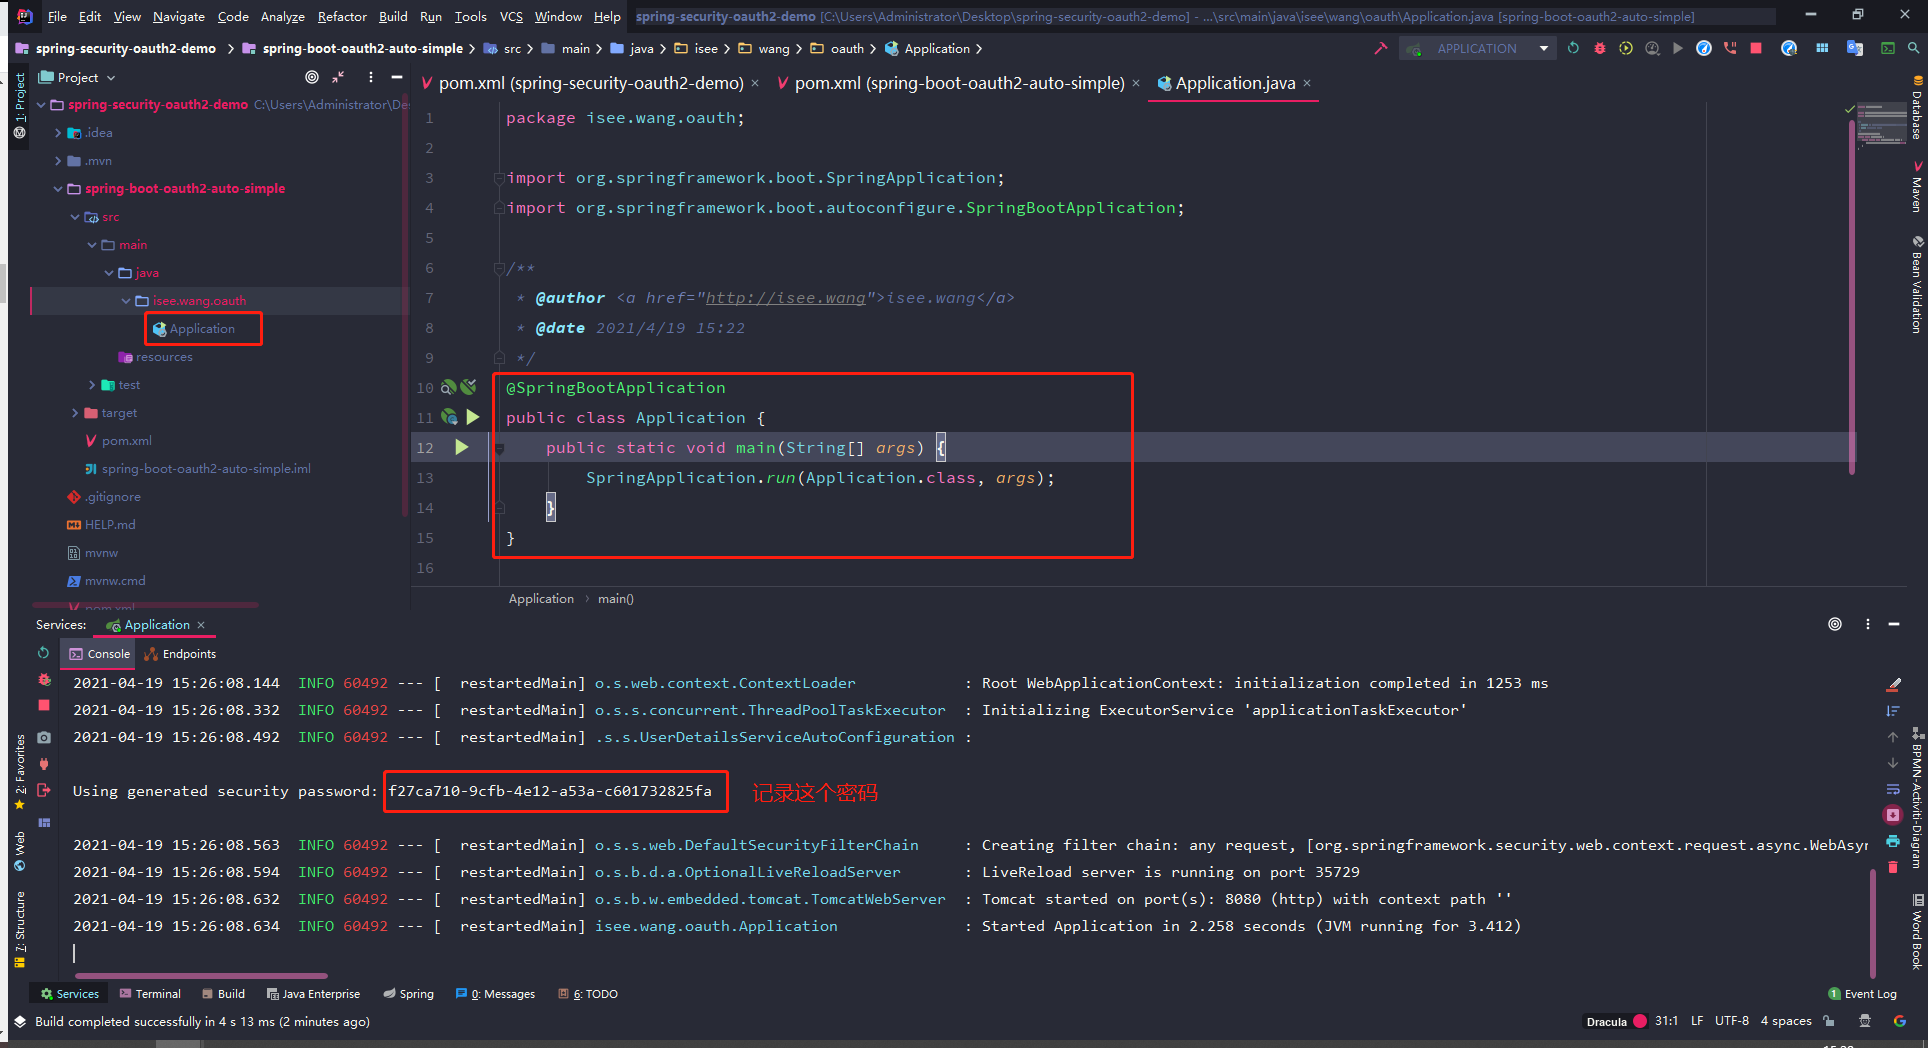 File Edit View Navigate Code Analyze Refactor Build Run Tools VCS Window Help spring-security-oauth2-demo [C:\Users\Administrator\Desktop\spring-security-oauth2-demo] - ...\src\main\java\isee\wang\oauth\Application.java [spring-boot-oauth2-auto-simple]
spring-security-oauth2-demo spring-boot-oauth2-auto-simple src main java isee wang oauth Application APPLICATION
Project
pom.xml (spring-security-oauth2-demo) pom.xml (spring-boot-oauth2-auto-simple) Application.java
1: Project
spring-security-oauth2-demo C:\Users\Administrator\De
.idea
.mvn
spring-boot-oauth2-auto-simple
src
main
java
isee.wang.oauth
Application
resources
test
target
pom.xml
spring-boot-oauth2-auto-simple.iml
.gitignore
HELP.md
mvnw
mvnw.cmd
pom.xml
1 package isee.wang.oauth;
2
3 import org.springframework.boot.SpringApplication;
4 import org.springframework.boot.autoconfigure.SpringBootApplication;
5
6 /**
7 * @author <a href="http://isee.wang">isee.wang</a>
8 * @date 2021/4/19 15:22
9 */
10 @SpringBootApplication
11 public class Application {
12 public static void main(String[] args) {
13 SpringApplication.run(Application.class, args);
14 }
15 }
16
Application main()
Database
Maven
Bean Validation
Services: Application
Console Endpoints
2021-04-19 15:26:08.144 INFO 60492 --- [ restartedMain] o.s.web.context.ContextLoader : Root WebApplicationContext: initialization completed in 1253 ms
2021-04-19 15:26:08.332 INFO 60492 --- [ restartedMain] o.s.s.concurrent.ThreadPoolTaskExecutor : Initializing ExecutorService 'applicationTaskExecutor'
2021-04-19 15:26:08.492 INFO 60492 --- [ restartedMain] .s.s.UserDetailsServiceAutoConfiguration :
Using generated security password: f27ca710-9cfb-4e12-a53a-c601732825fa 记录这个密码
2021-04-19 15:26:08.563 INFO 60492 --- [ restartedMain] o.s.s.web.DefaultSecurityFilterChain : Creating filter chain: any request, [org.springframework.security.web.context.request.async.WebAsyn
2021-04-19 15:26:08.594 INFO 60492 --- [ restartedMain] o.s.b.d.a.OptionalLiveReloadServer : LiveReload server is running on port 35729
2021-04-19 15:26:08.632 INFO 60492 --- [ restartedMain] o.s.b.w.embedded.tomcat.TomcatWebServer : Tomcat started on port(s): 8080 (http) with context path ''
2021-04-19 15:26:08.634 INFO 60492 --- [ restartedMain] isee.wang.oauth.Application : Started Application in 2.258 seconds (JVM running for 3.412)
2: Favorites
Web
7: Structure
BPMN-Activiti-Diagram
Word Book
Services Terminal Build Java Enterprise Spring 0: Messages 6: TODO 1 Event Log
Build completed successfully in 4 s 13 ms (2 minutes ago) Dracula 31:1 LF UTF-8 4 spaces